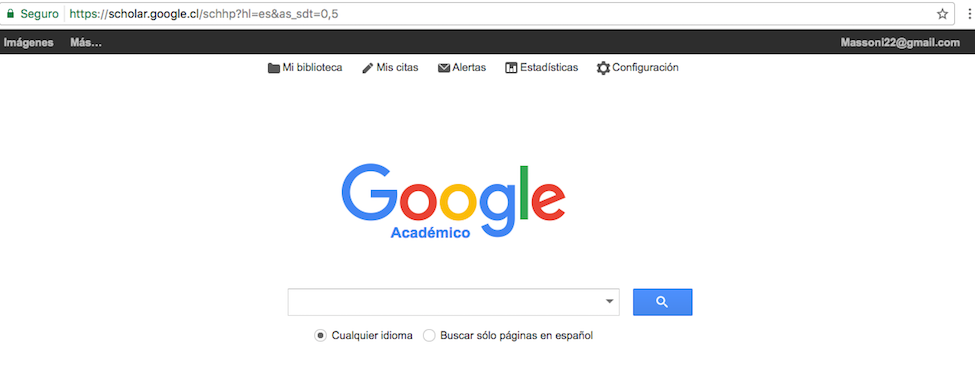 Seguro https://scholar.google.cl/schhp?hl=es&as_sdt=0,5
Imágenes Más... Massoni22@gmail.com
Mi biblioteca Mis citas Alertas Estadísticas Configuración
Google
Académico
Cualquier idioma Buscar sólo páginas en español